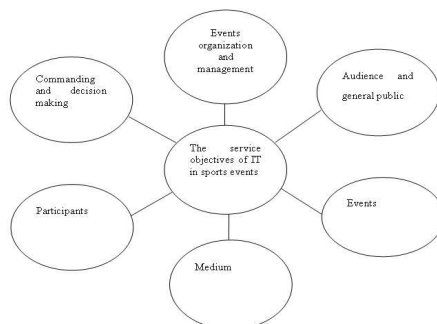 Events
organization
and
management
Commanding
and decision
making
Audience and
general public
The service
objectives of IT
in sports events
Participants
Events
Medium